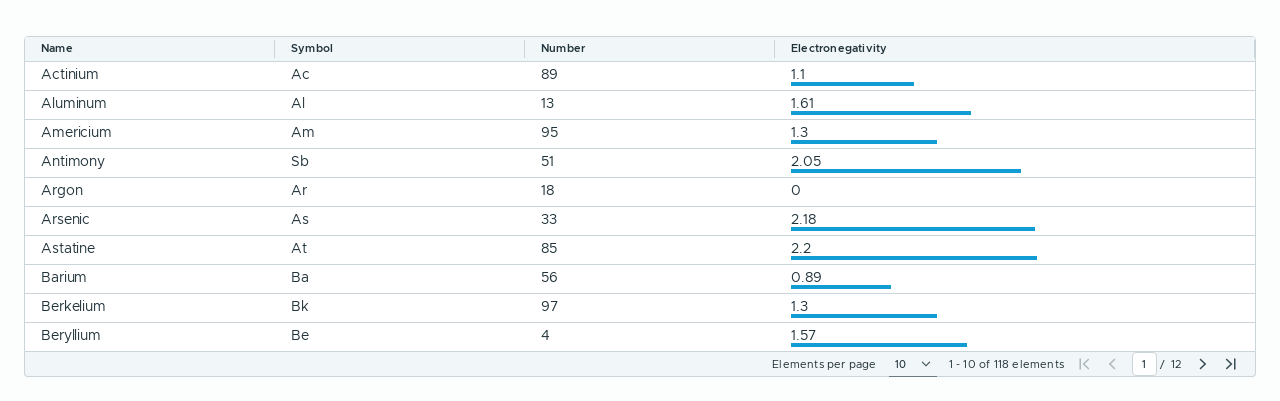 Name Symbol Number Electronegativity
Actinium Ac 89 1.1
Aluminum Al 13 1.61
Americium Am 95 1.3
Antimony Sb 51 2.05
Argon Ar 18 0
Arsenic As 33 2.18
Astatine At 85 2.2
Barium Ba 56 0.89
Berkelium Bk 97 1.3
Beryllium Be 4 1.57
Elements per page 10 1 - 10 of 118 elements 1 / 12